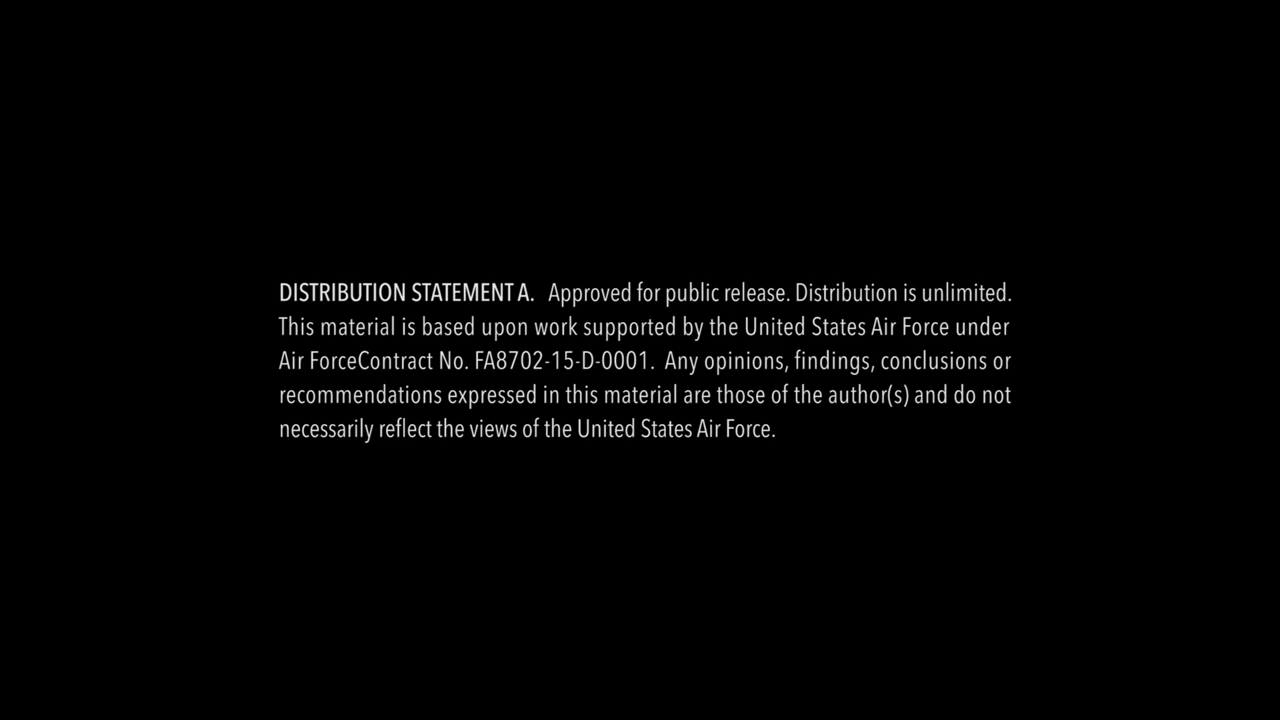 DISTRIBUTION STATEMENT A. Approved for public release. Distribution is unlimited.
This material is based upon work supported by the United States Air Force under
Air ForceContract No. FA8702-15-D-0001. Any opinions, findings, conclusions or
recommendations expressed in this material are those of the author(s) and do not
necessarily reflect the views of the United States Air Force.